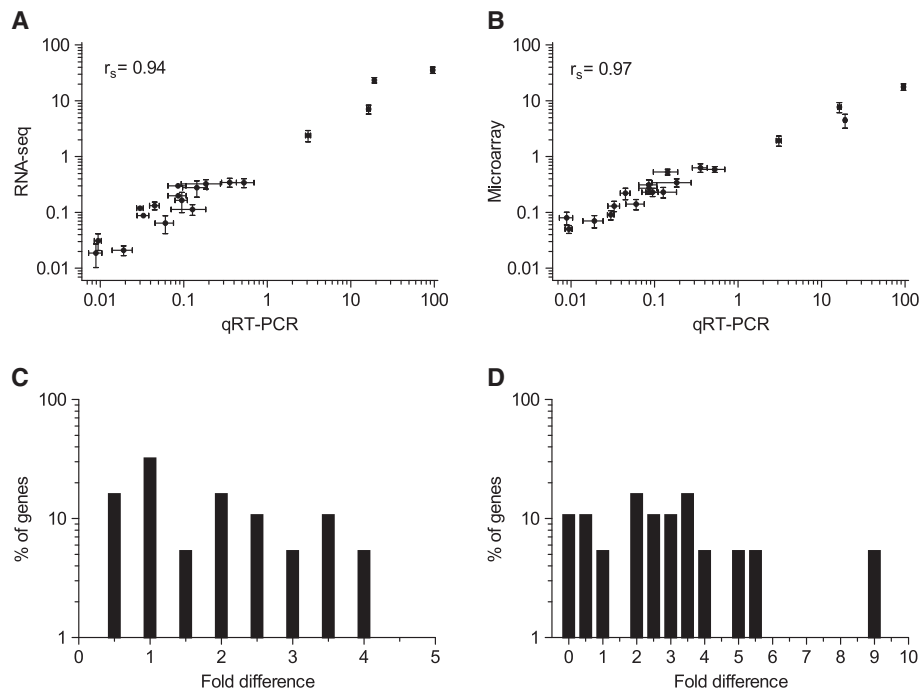 A
B
100
10
1
0.1
0.01
RNA-seq
rs= 0.94
0.01 0.1 1 10 100
qRT-PCR
100
10
1
0.1
0.01
Microarray
rs= 0.97
0.01 0.1 1 10 100
qRT-PCR
C
D
100
10
1
% of genes
0 1 2 3 4 5
Fold difference
100
10
1
% of genes
0 1 2 3 4 5 6 7 8 9 10
Fold difference